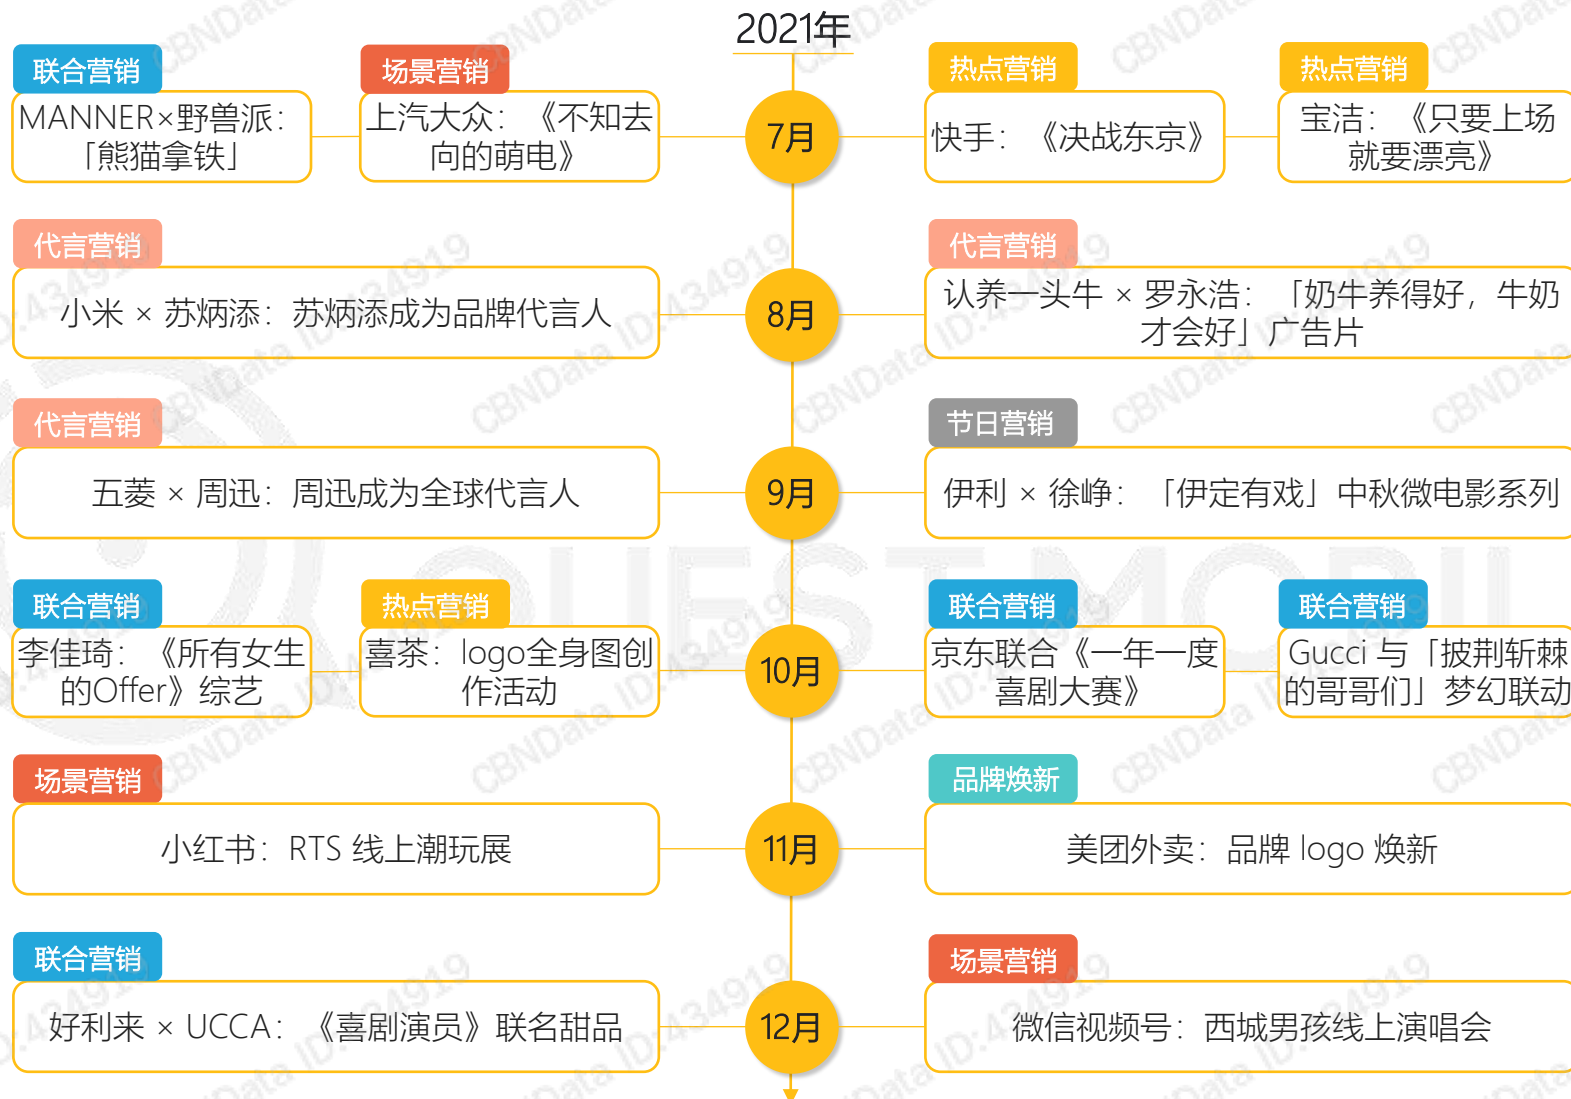 2021年
联合营销
MANNER×野兽派：
「熊猫拿铁」
场景营销
上汽大众：《不知去
向的萌电》
7月
热点营销
快手：《决战东京》
热点营销
宝洁：《只要上场
就要漂亮》
代言营销
小米 × 苏炳添：苏炳添成为品牌代言人
8月
代言营销
认养一头牛 × 罗永浩：「奶牛养得好，牛奶
才会好」广告片
代言营销
五菱 × 周迅：周迅成为全球代言人
9月
节日营销
伊利 × 徐峥：「伊定有戏」中秋微电影系列
联合营销
李佳琦：《所有女生
的Offer》综艺
热点营销
喜茶：logo全身图创
作活动
10月
联合营销
京东联合《一年一度
喜剧大赛》
联合营销
Gucci 与「披荆斩棘
的哥哥们」梦幻联动
场景营销
小红书：RTS 线上潮玩展
11月
品牌焕新
美团外卖：品牌 logo 焕新
联合营销
好利来 × UCCA：《喜剧演员》联名甜品
12月
场景营销
微信视频号：西城男孩线上演唱会
QUEST MOBIL
CBNData ID:434919